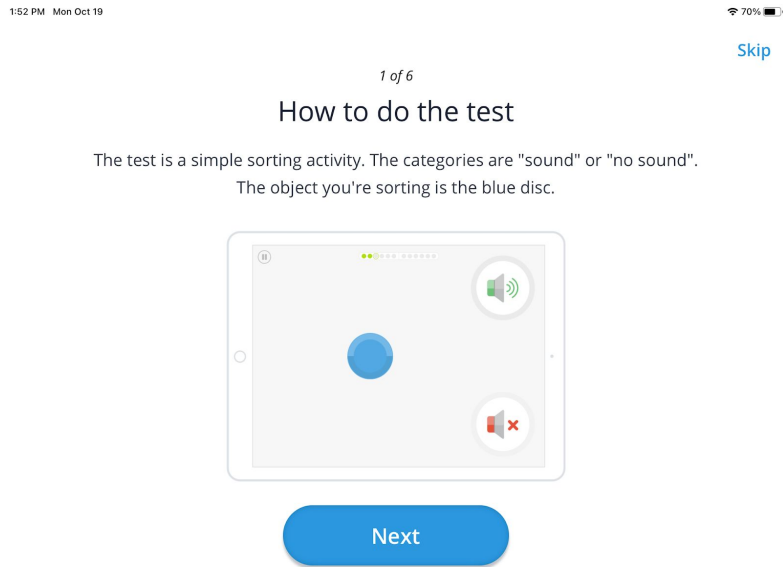 1:52 PM Mon Oct 19
70%
Skip
1 of 6
How to do the test
The test is a simple sorting activity. The categories are "sound" or "no sound".
The object you're sorting is the blue disc.
Next